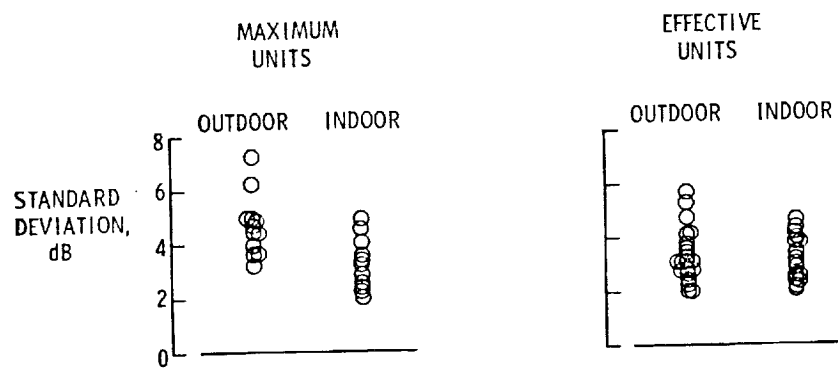 MAXIMUM
UNITS
EFFECTIVE
UNITS
OUTDOOR INDOOR
OUTDOOR INDOOR
STANDARD
DEVIATION,
dB
8
6
4
2
0